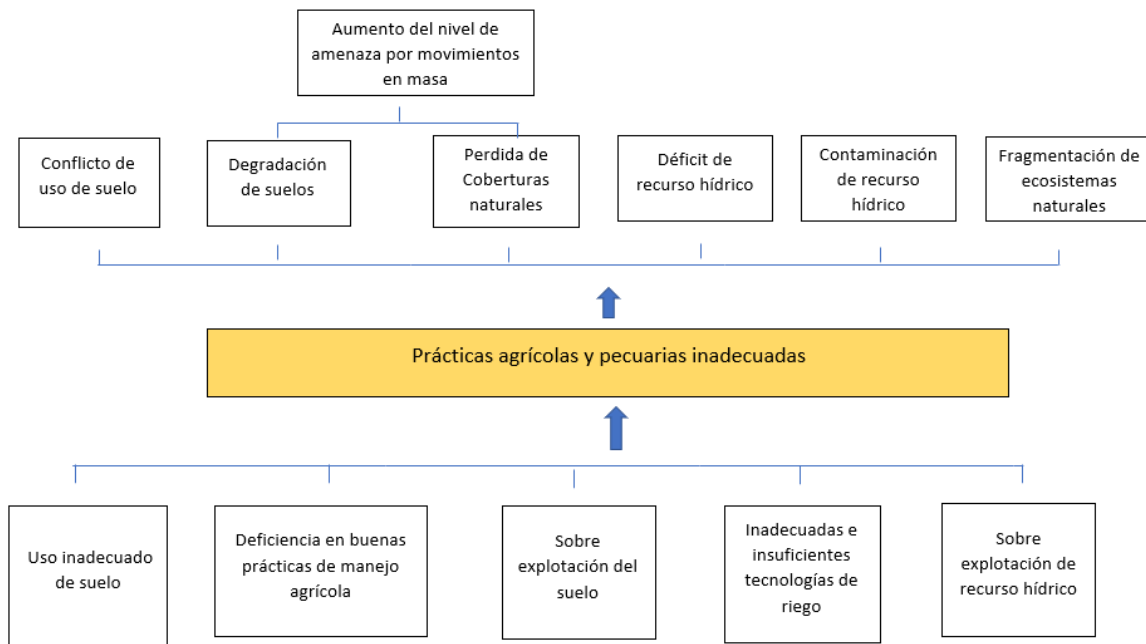 Aumento del nivel de
amenaza por movimientos
en masa
Conflicto de
uso de suelo
Degradación
de suelos
Perdida de
Coberturas
naturales
Déficit de
recurso hídrico
Contaminación
de recurso
hídrico
Fragmentación de
ecosistemas
naturales
Prácticas agrícolas y pecuarias inadecuadas
Uso inadecuado
de suelo
Deficiencia en buenas
prácticas de manejo
agrícola
Sobre
explotación del
suelo
Inadecuadas e
insuficientes
tecnologías de
riego
Sobre
explotación de
recurso hídrico